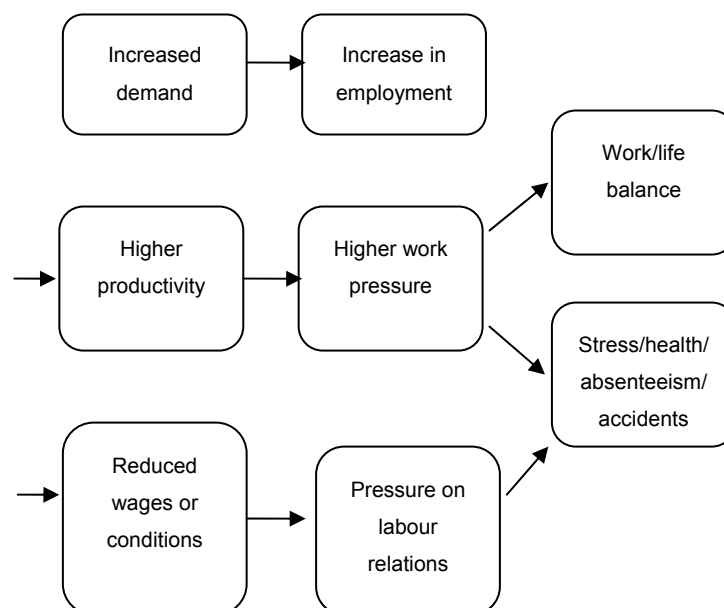 Increased
demand
Increase in
employment
Work/life
balance
Higher
productivity
Higher work
pressure
Stress/health/
absenteeism/
accidents
Reduced
wages or
conditions
Pressure on
labour
relations